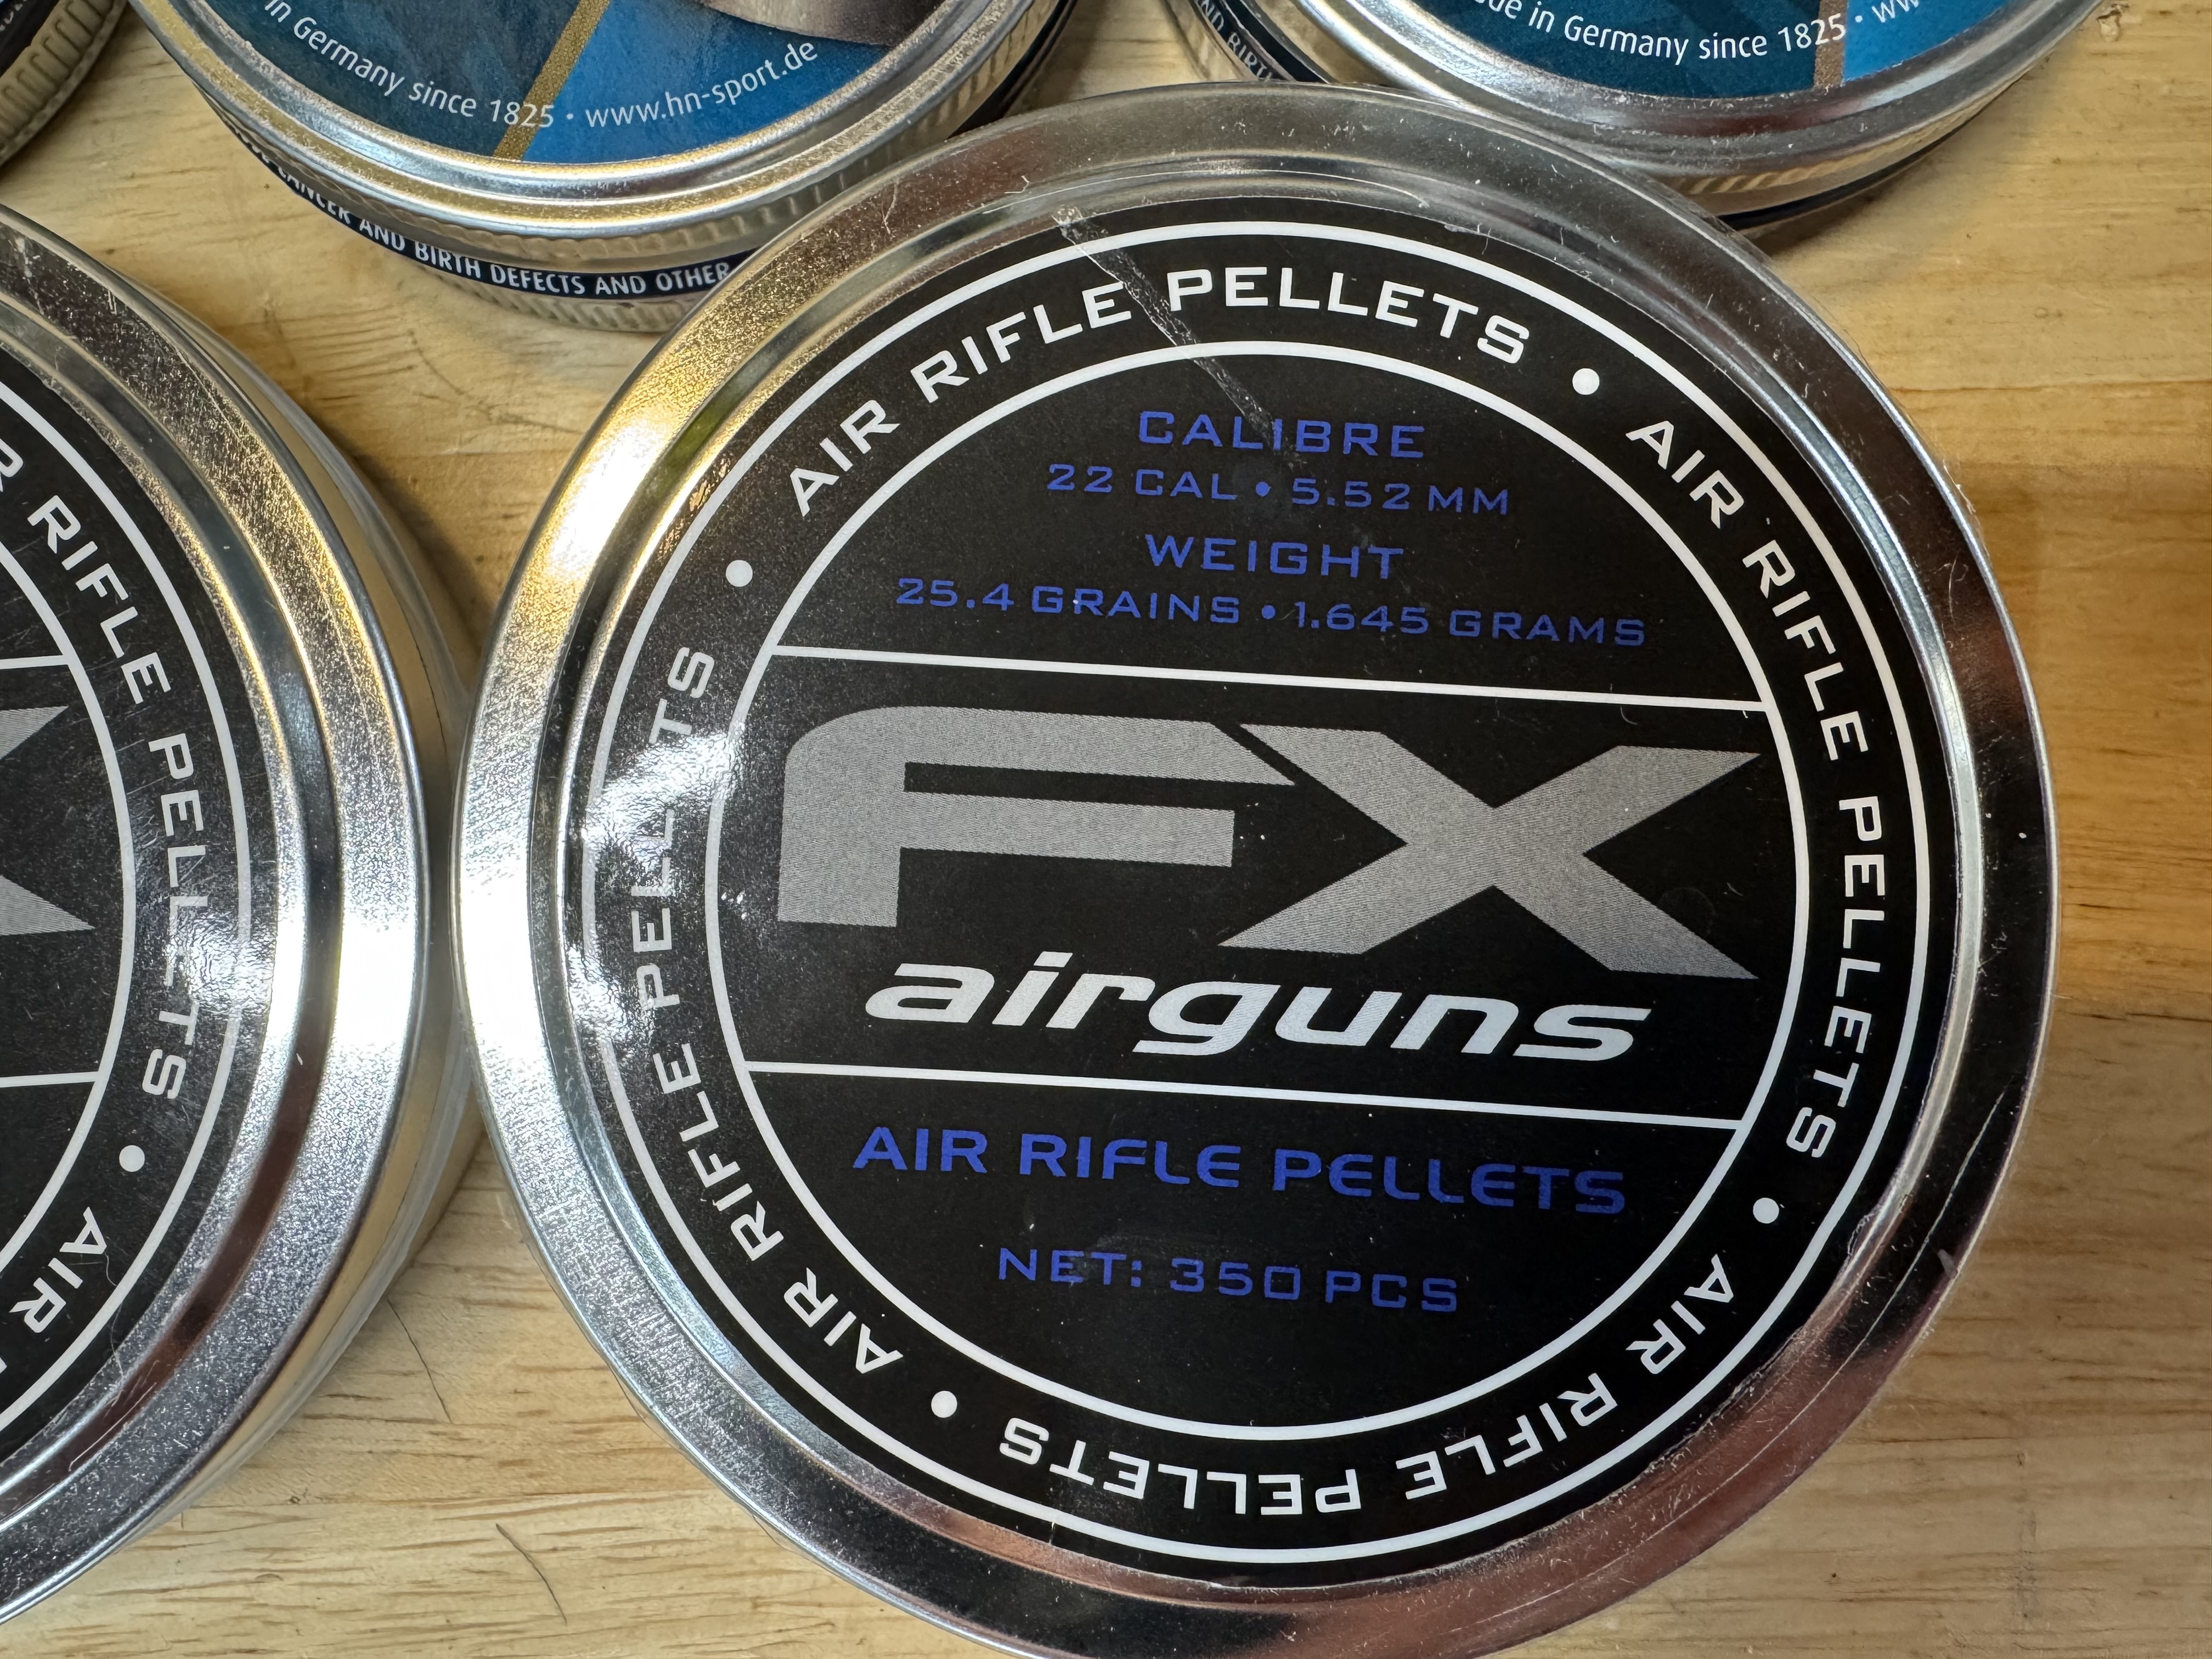 in Germany since 1825 • www.hn-sport.de
CANCER AND BIRTH DEFECTS AND OTHER
in Germany since 1825 •
AIR RIFLE PELLETS • AIR RIFLE PELLETS • AIR RIFLE PELLETS • AIR RIFLE PELLETS •
CALIBRE
22 CAL • 5.52 MM
WEIGHT
25.4 GRAINS • 1.645 GRAMS
FX
airguns
AIR RIFLE PELLETS
NET: 350 PCS
RIFLE PELLETS • AIR